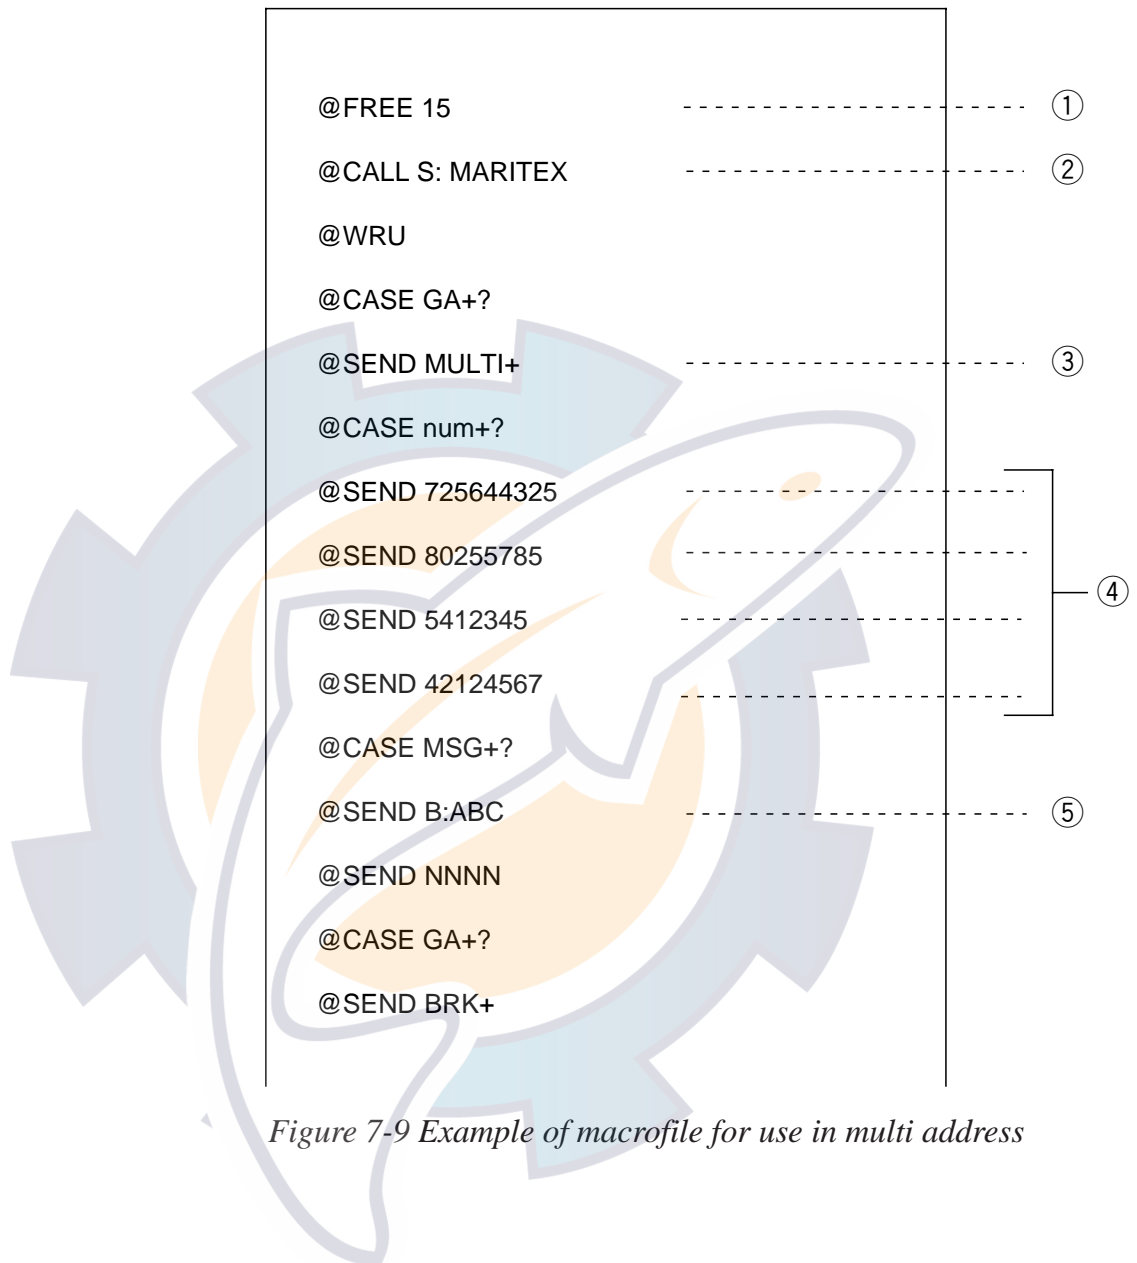 @FREE 15 ①
@CALL S: MARITEX ②
@WRU
@CASE GA+?
@SEND MULTI+ ③
@CASE num+?
@SEND 725644325
@SEND 80255785
@SEND 5412345 ④
@SEND 42124567
@CASE MSG+?
@SEND B:ABC ⑤
@SEND NNNN
@CASE GA+?
@SEND BRK+
Figure 7-9 Example of macrofile for use in multi address